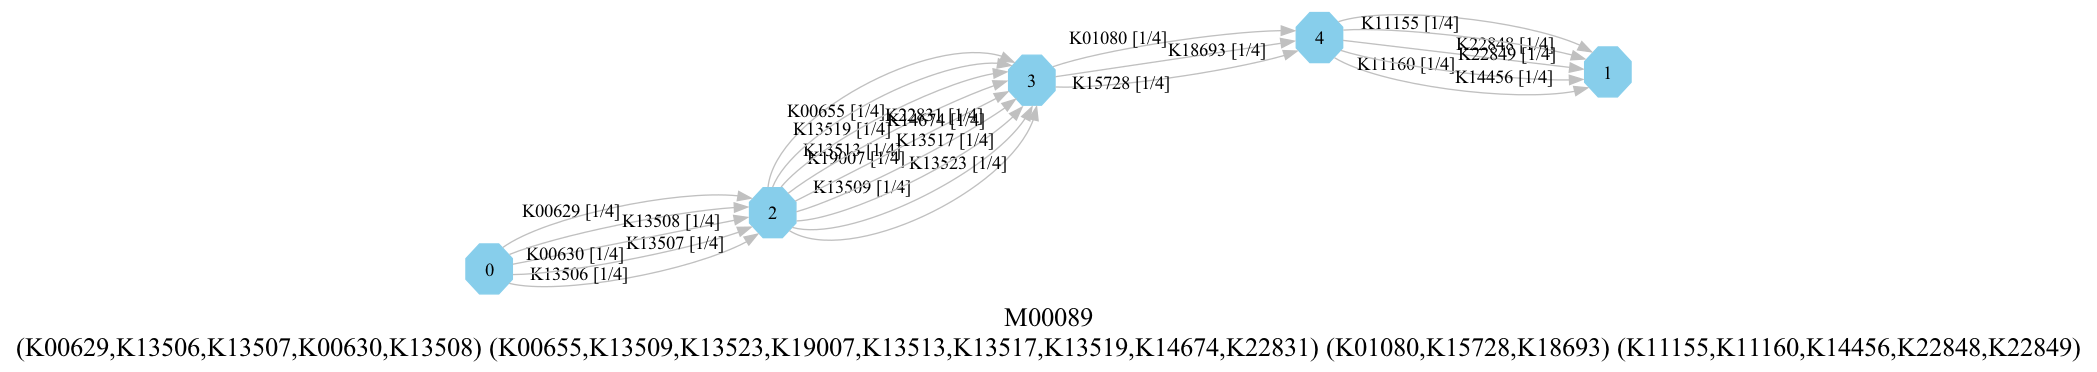 K11155 [1/4]
4
K01080 [1/4]
K22848 [1/4]
K18693 [1/4]
K22849 [1/4]
K11160 [1/4]
1
K14456 [1/4]
3
K15728 [1/4]
K00655 [1/4]
K22831 [1/4]
K14674 [1/4]
K13519 [1/4]
K13517 [1/4]
K13513 [1/4]
K19007 [1/4]
K13523 [1/4]
K13509 [1/4]
K00629 [1/4]
2
K13508 [1/4]
K13507 [1/4]
K00630 [1/4]
0
K13506 [1/4]
M00089
(K00629,K13506,K13507,K00630,K13508) (K00655,K13509,K13523,K19007,K13513,K13517,K13519,K14674,K22831) (K01080,K15728,K18693) (K11155,K11160,K14456,K22848,K22849)